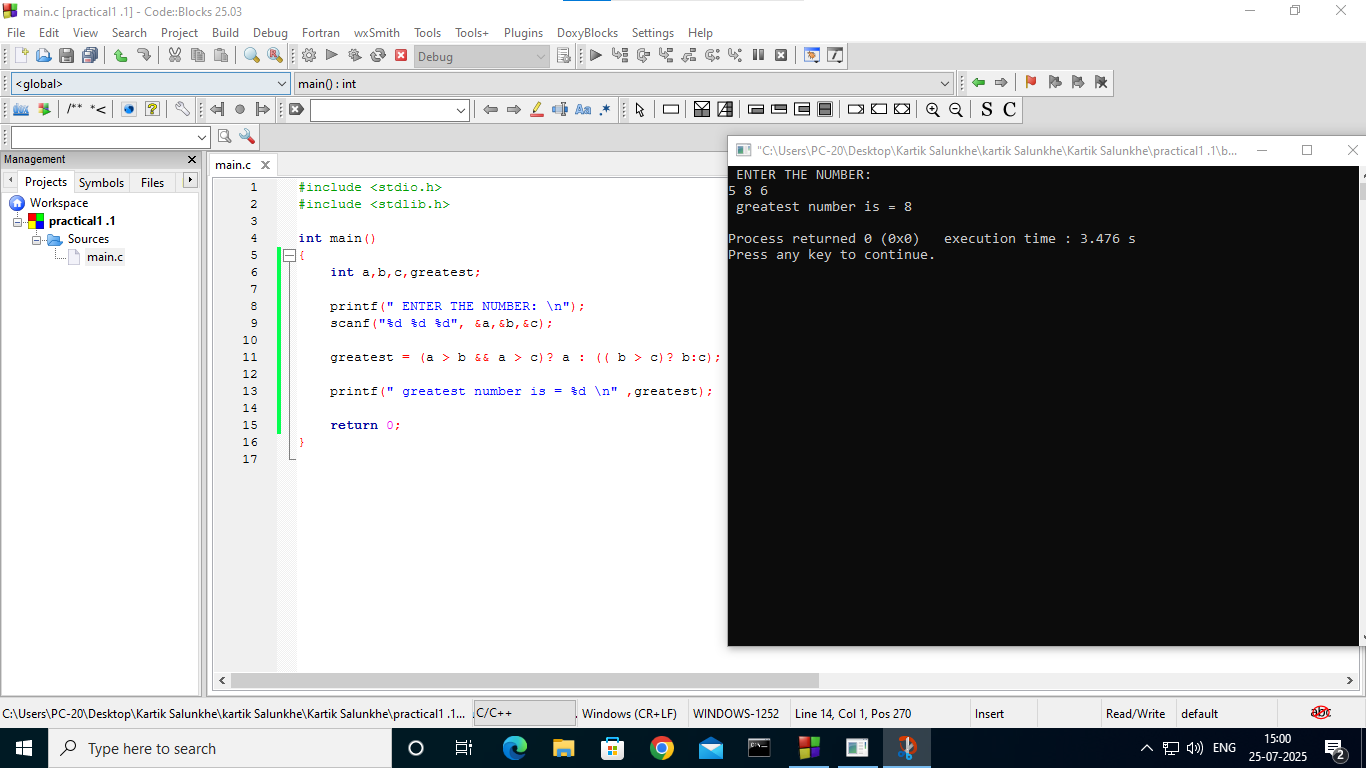 main.c [practical1 .1] - Code::Blocks 25.03
File Edit View Search Project Build Debug Fortran wxSmith Tools Tools+ Plugins DoxyBlocks Settings Help
Debug
<global> main() : int
/** *< Aa .* S C
Management
Projects Symbols Files
Workspace
practical1 .1
Sources
main.c
main.c
1 #include <stdio.h>
2 #include <stdlib.h>
3
4 int main()
5 {
6 int a,b,c,greatest;
7
8 printf(" ENTER THE NUMBER: \n");
9 scanf("%d %d %d", &a,&b,&c);
10
11 greatest = (a > b && a > c)? a : (( b > c)? b:c);
12
13 printf(" greatest number is = %d \n" ,greatest);
14
15 return 0;
16 }
17
"C:\Users\PC-20\Desktop\Kartik Salunkhe\kartik Salunkhe\Kartik Salunkhe\practical1 .1\b...
ENTER THE NUMBER:
5 8 6
greatest number is = 8
Process returned 0 (0x0) execution time : 3.476 s
Press any key to continue.
C:\Users\PC-20\Desktop\Kartik Salunkhe\kartik Salunkhe\Kartik Salunkhe\practical1 .1... C/C++ Windows (CR+LF) WINDOWS-1252 Line 14, Col 1, Pos 270 Insert Read/Write default abc
Type here to search
ENG
15:00
25-07-2025
2